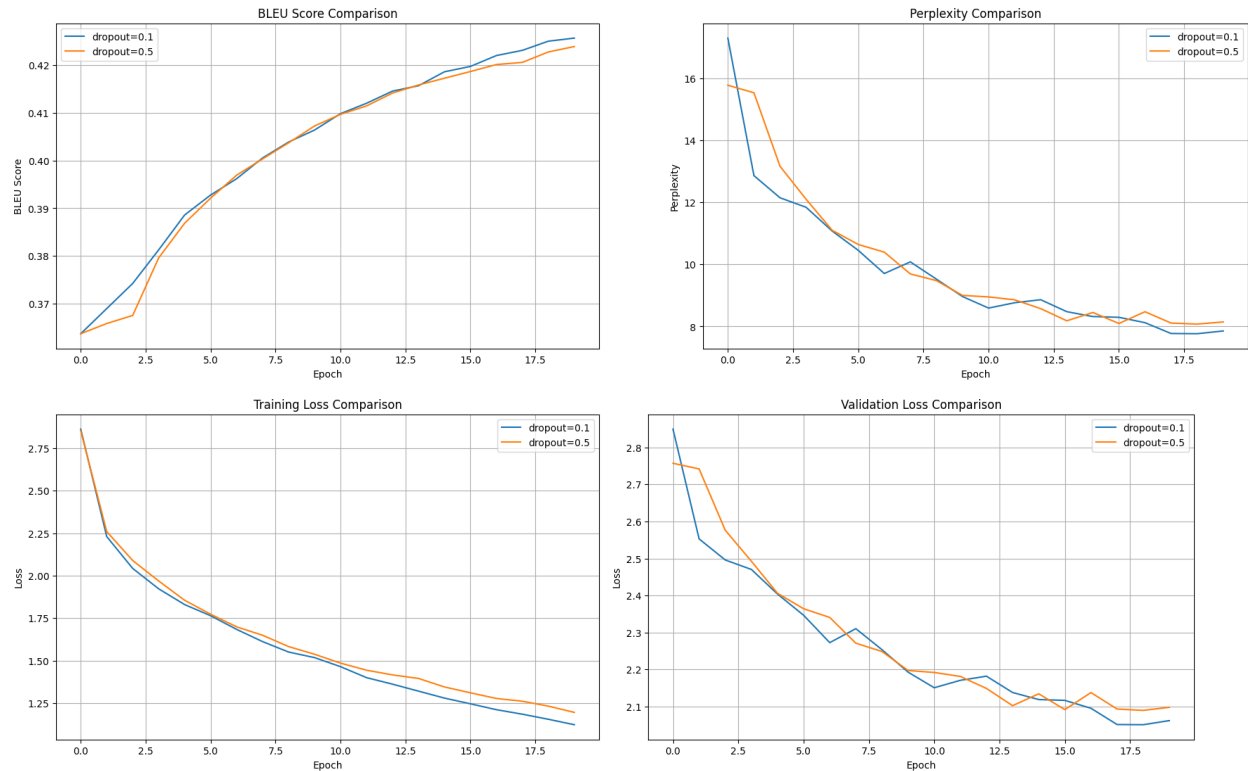 BLEU Score Comparison
dropout=0.1
dropout=0.5
BLEU Score
0.42
0.41
0.40
0.39
0.38
0.37
0.0 2.5 5.0 7.5 10.0 12.5 15.0 17.5
Epoch
Perplexity Comparison
dropout=0.1
dropout=0.5
Perplexity
16
14
12
10
8
0.0 2.5 5.0 7.5 10.0 12.5 15.0 17.5
Epoch
Training Loss Comparison
dropout=0.1
dropout=0.5
Loss
2.75
2.50
2.25
2.00
1.75
1.50
1.25
0.0 2.5 5.0 7.5 10.0 12.5 15.0 17.5
Epoch
Validation Loss Comparison
dropout=0.1
dropout=0.5
Loss
2.8
2.7
2.6
2.5
2.4
2.3
2.2
2.1
0.0 2.5 5.0 7.5 10.0 12.5 15.0 17.5
Epoch